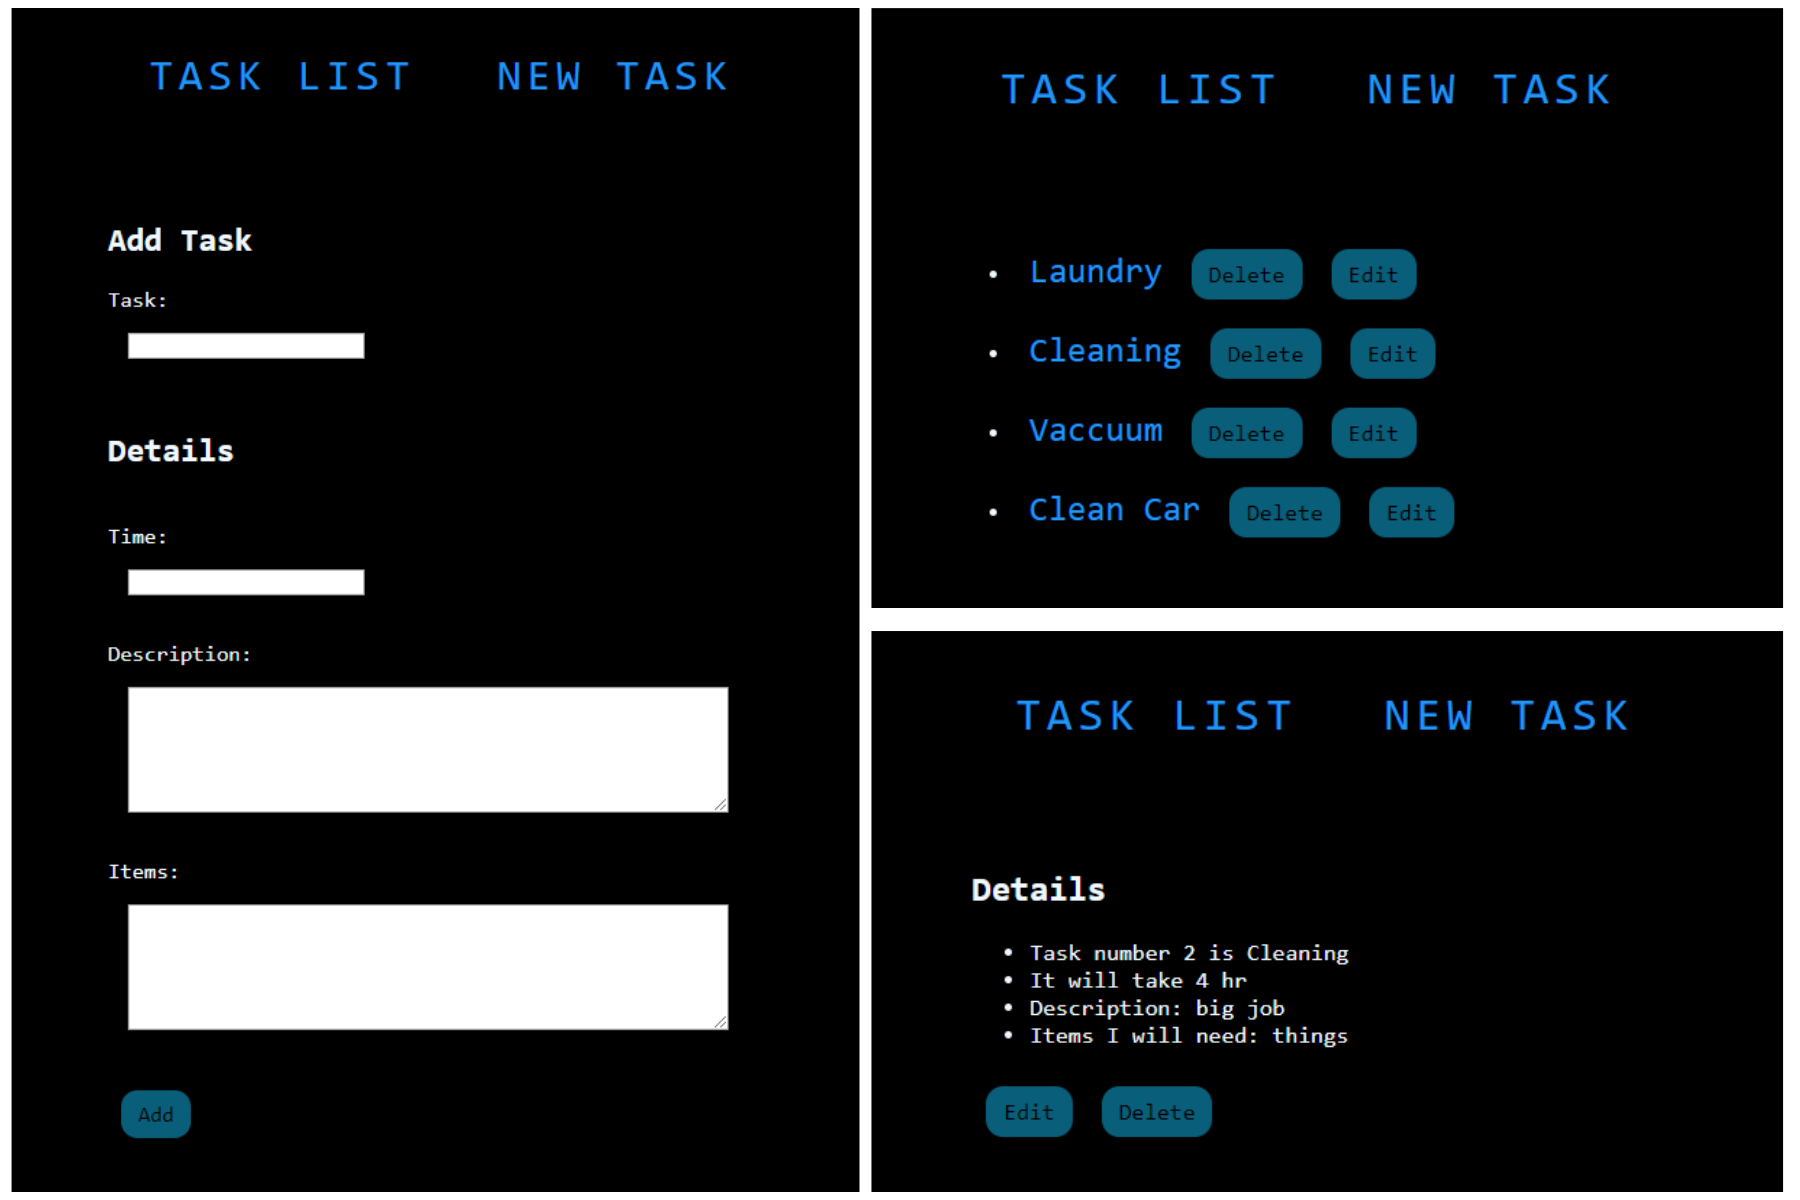 TASK LIST NEW TASK
Add Task
Task:
Details
Time:
Description:
Items:
Add
TASK LIST NEW TASK
Laundry Delete Edit
Cleaning Delete Edit
Vaccuum Delete Edit
Clean Car Delete Edit
TASK LIST NEW TASK
Details
Task number 2 is Cleaning
It will take 4 hr
Description: big job
Items I will need: things
Edit Delete